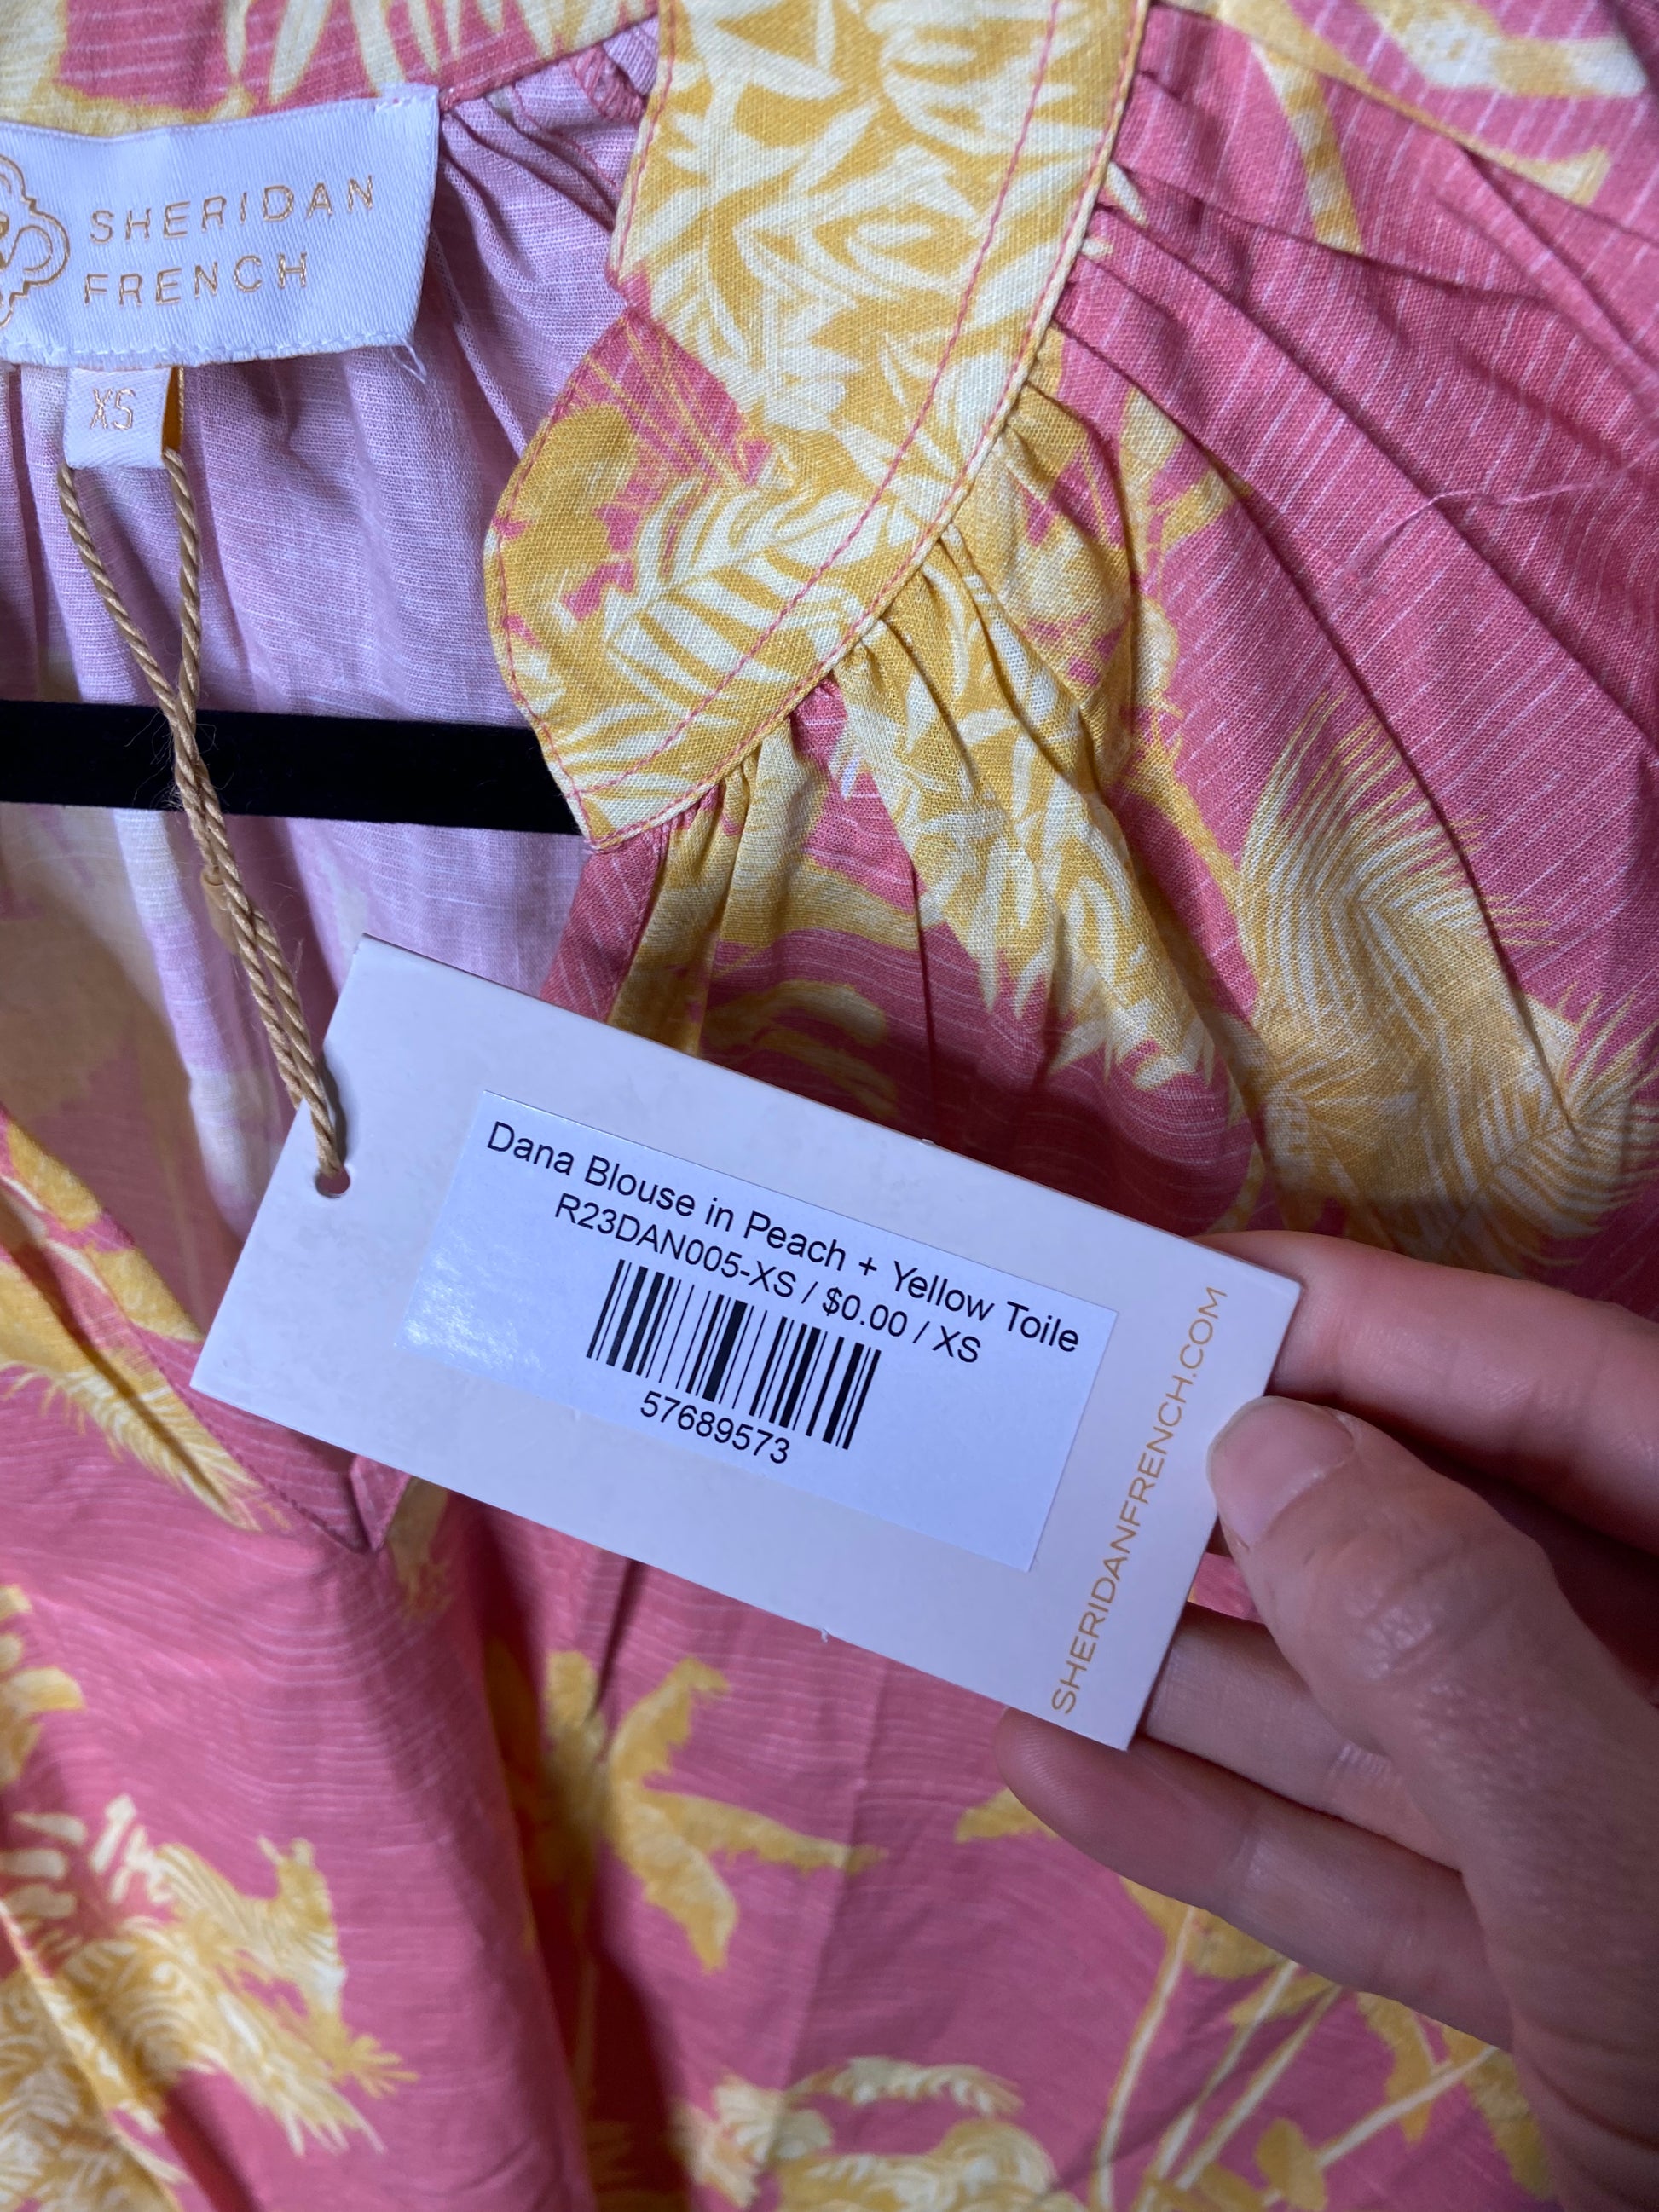 SHERIDAN
FRENCH
XS
Dana Blouse in Peach + Yellow Toile
R23DAN005-XS / $0.00 / XS
57689573
SHERIDANFRENCH.COM